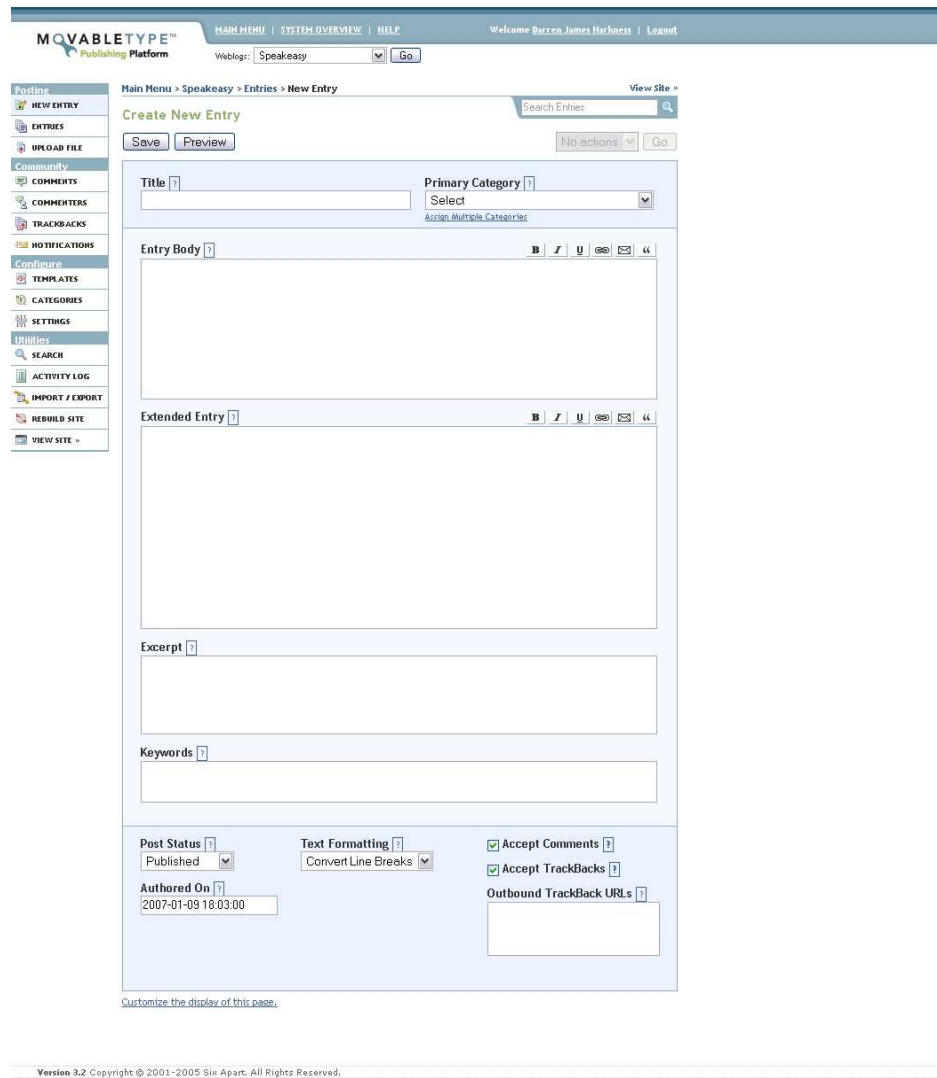 MOVABLETYPE™
Publishing Platform
MAIN MENU | SYSTEM OVERVIEW | HELP
Welcome Darren James Harkness | Logout
Weblogs: Speakeasy Go
Posting
NEW ENTRY
ENTRIES
UPLOAD FILE
Community
COMMENTS
COMMENTERS
TRACKBACKS
NOTIFICATIONS
Configure
TEMPLATES
CATEGORIES
SETTINGS
Utilities
SEARCH
ACTIVITY LOG
IMPORT / EXPORT
REBUILD SITE
VIEW SITE »
Main Menu > Speakeasy > Entries > New Entry
View Site »
Search Entries
Create New Entry
Save Preview
No actions Go
Title ?
Primary Category ?
Select
Assign Multiple Categories
Entry Body ?
B I U “
Extended Entry ?
B I U “
Excerpt ?
Keywords ?
Post Status ?
Published
Text Formatting ?
Convert Line Breaks
Accept Comments ?
Accept TrackBacks ?
Authored On ?
2007-01-09 18:03:00
Outbound TrackBack URLs ?
Customize the display of this page.
Version 3.2 Copyright © 2001-2005 Six Apart. All Rights Reserved.